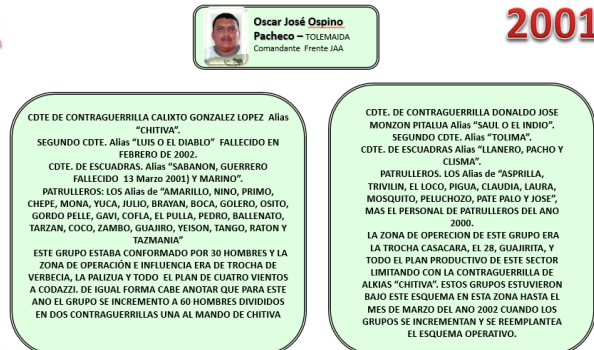 Oscar José Ospino
Pacheco – TOLEMAIDA
Comandante Frente JAA
2001
CDTE DE CONTRAGUERRILLA CALIXTO GONZALEZ LOPEZ Alias
“CHITIVA”.
SEGUNDO CDTE. Alias “LUIS O EL DIABLO” FALLECIDO EN
FEBRERO DE 2002.
CDTE. DE ESCUADRAS. Alias “SABANON, GUERRERO
FALLECIDO 13 Marzo 2001) Y MARINO”.
PATRULLEROS: LOS Alias de “AMARILLO, NINO, PRIMO,
CHEPE, MONA, YUCA, JULIO, BRAYAN, BOCA, GOLERO, OSITO,
GORDO PELLE, GAVI, COFLA, EL PULLA, PEDRO, BALLENATO,
TARZAN, COCO, ZAMBO, GUAJIRO, YEISON, TANGO, RATON Y
TAZMANIA”
ESTE GRUPO ESTABA CONFORMADO POR 30 HOMBRES Y LA
ZONA DE OPERACIÓN E INFLUENCIA ERA DE TROCHA DE
VERBECIA, LA PALIZUA Y TODO EL PLAN DE CUATRO VIENTOS
A CODAZZI. DE IGUAL FORMA CABE ANOTAR QUE PARA ESTE
ANO EL GRUPO SE INCREMENTO A 60 HOMBRES DIVIDIDOS
EN DOS CONTRAGUERRILLAS UNA AL MANDO DE CHITIVA
CDTE. DE CONTRAGUERRILLA DONALDO JOSE
MONZON PITALUA Alias “SAUL O EL INDIO”.
SEGUNDO CDTE. Alias “TOLIMA”.
CDTE. DE ESCUADRAS Alias “LLANERO, PACHO Y
CLISMA”.
PATRULLEROS. LOS Alias de “ASPRILLA,
TRIVILIN, EL LOCO, PIGUA, CLAUDIA, LAURA,
MOSQUITO, PELUCHOZO, PATE PALO Y JOSE”,
MAS EL PERSONAL DE PATRULLEROS DEL ANO
2000.
LA ZONA DE OPERECION DE ESTE GRUPO ERA
LA TROCHA CASACARA, EL 28, GUAJIRITA, Y
TODO EL PLAN PRODUCTIVO DE ESTE SECTOR
LIMITANDO CON LA CONTRAGUERRILLA DE
ALKIAS “CHITIVA”. ESTOS GRUPOS ESTUVIERON
BAJO ESTE ESQUEMA EN ESTA ZONA HASTA EL
MES DE MARZO DEL ANO 2002 CUANDO LOS
GRUPOS SE INCREMENTAN Y SE REEMPLANTEA
EL ESQUEMA OPERATIVO.